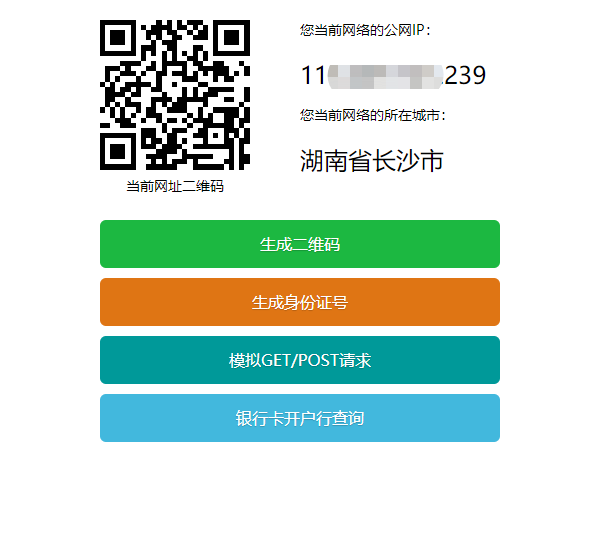 您当前网络的公网IP：
11 .239
您当前网络的所在城市：
湖南省长沙市
当前网址二维码
生成二维码
生成身份证号
模拟GET/POST请求
银行卡开户行查询